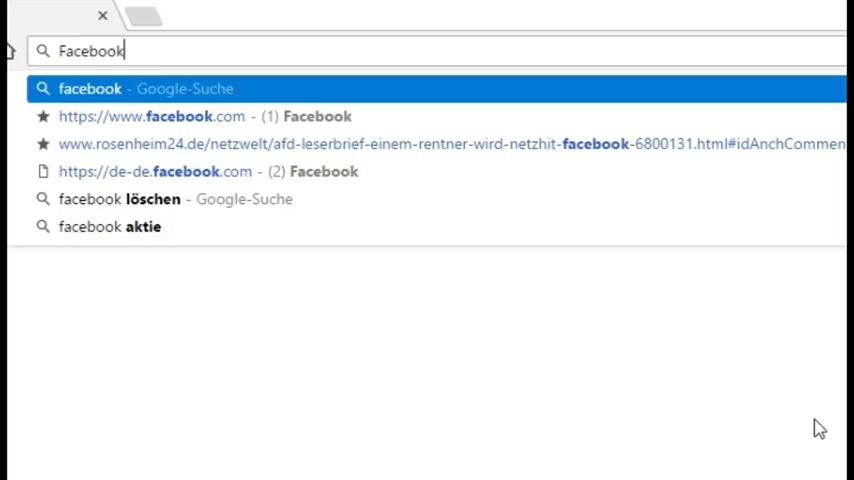 Facebook
facebook - Google-Suche
https://www.facebook.com - (1) Facebook
www.rosenheim24.de/netzwelt/afd-leserbrief-einem-rentner-wird-netzhit-facebook-6800131.html#idAnchCommen
https://de-de.facebook.com - (2) Facebook
facebook löschen - Google-Suche
facebook aktie